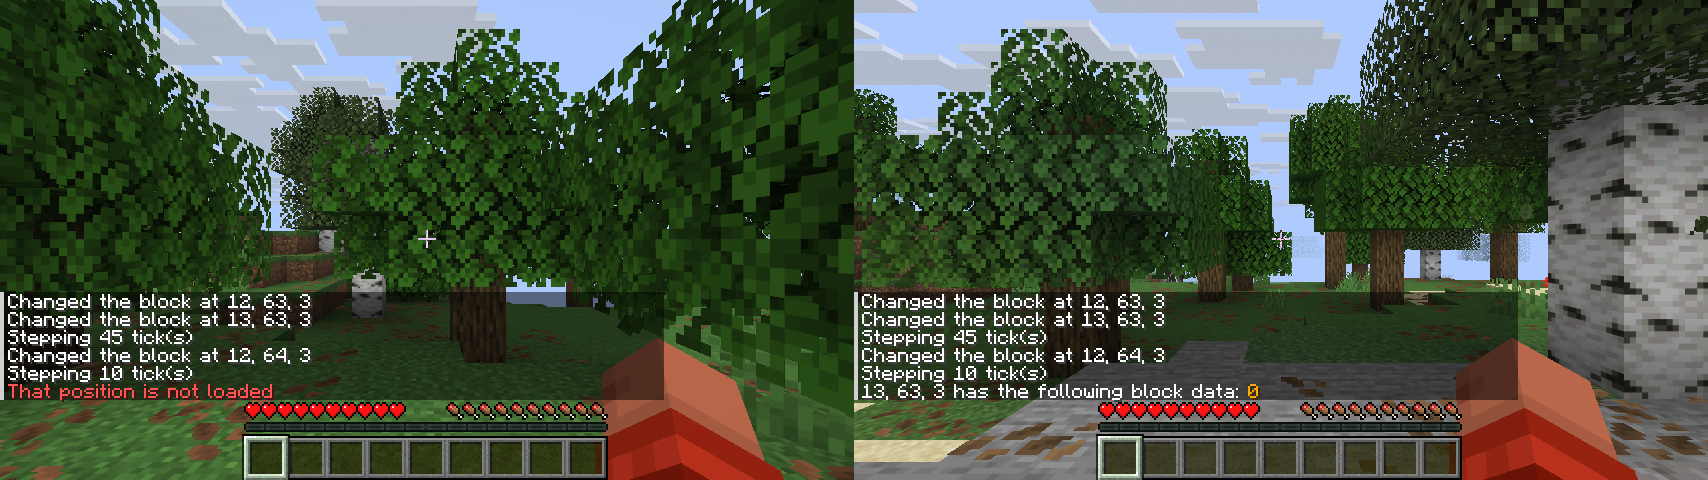 Changed the block at 12, 63, 3
Changed the block at 13, 63, 3
Stepping 45 tick(s)
Changed the block at 12, 64, 3
Stepping 10 tick(s)
That position is not loaded
Changed the block at 12, 63, 3
Changed the block at 13, 63, 3
Stepping 45 tick(s)
Changed the block at 12, 64, 3
Stepping 10 tick(s)
13, 63, 3 has the following block data: 0